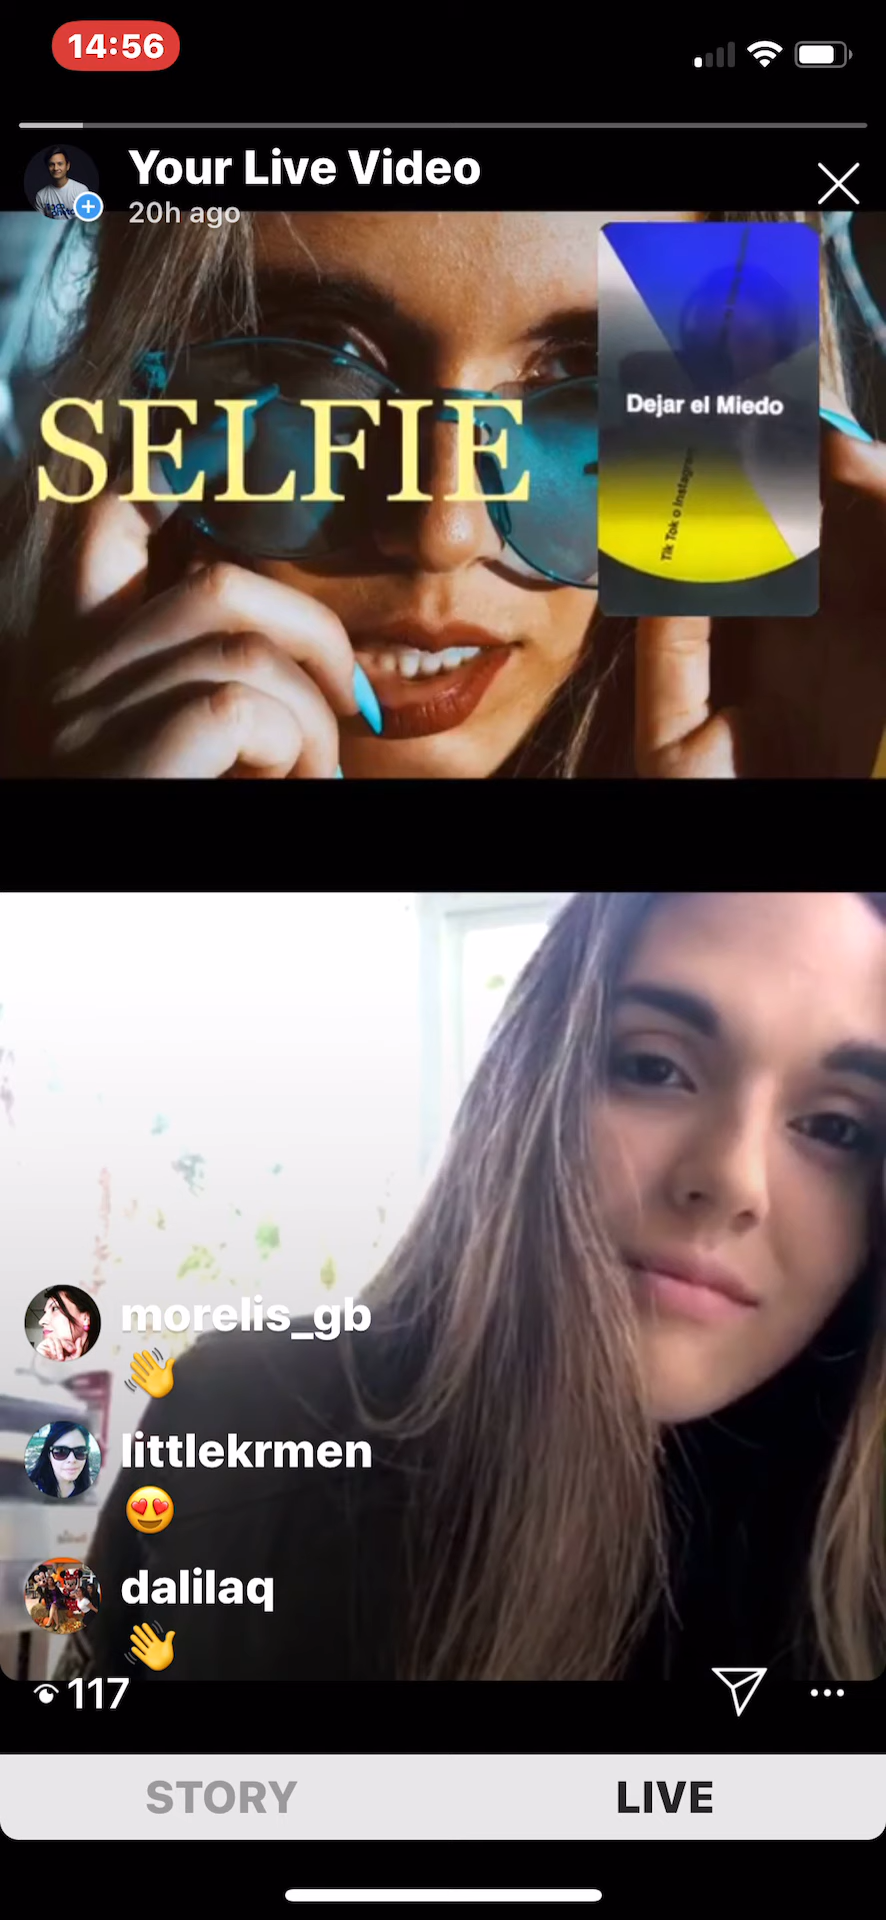 14:56
Your Live Video
20h ago
SELFIE
Dejar el Miedo
Tik Tok o Instagram
morelis_gb
👋
littlekrmen
😍
dalilaq
👋
117
STORY
LIVE